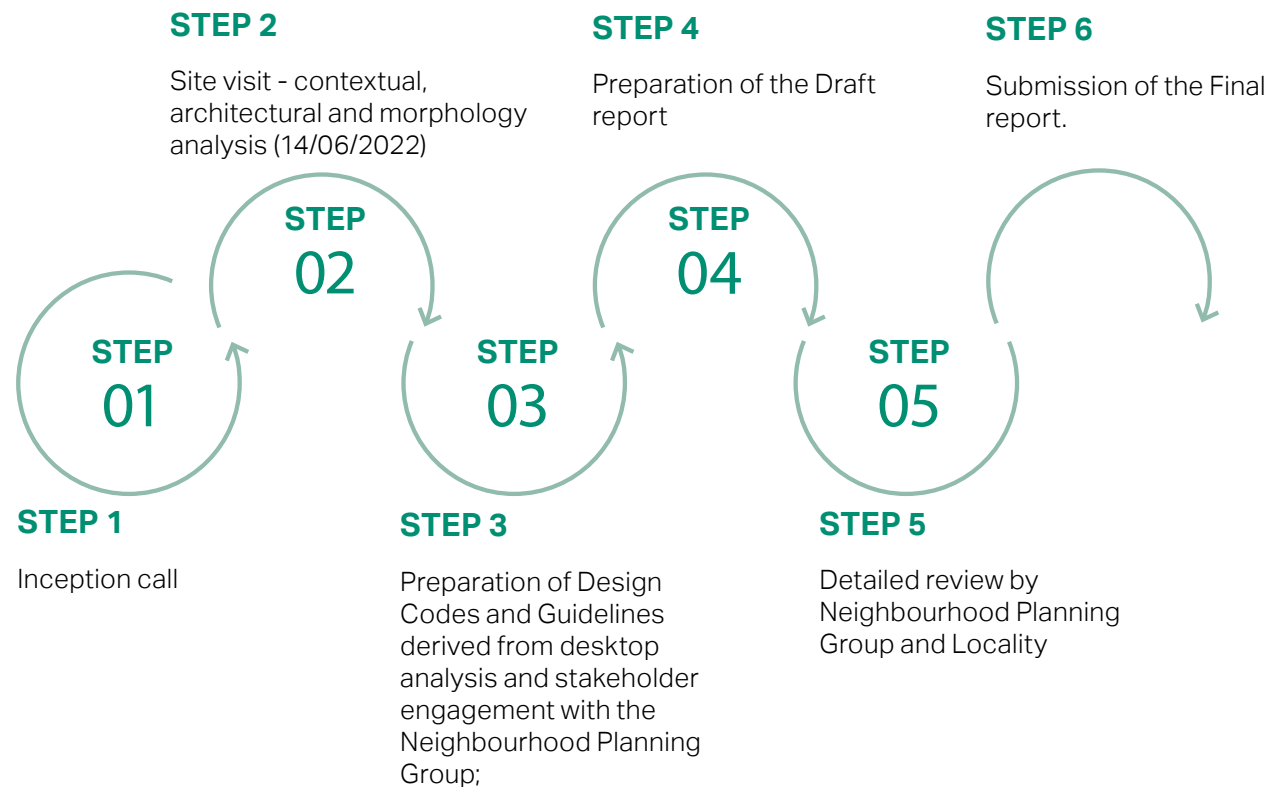 STEP 2
Site visit - contextual,
architectural and morphology
analysis (14/06/2022)
STEP 4
Preparation of the Draft
report
STEP 6
Submission of the Final
report.
STEP
01
STEP
02
STEP
03
STEP
04
STEP
05
STEP 1
Inception call
STEP 3
Preparation of Design
Codes and Guidelines
derived from desktop
analysis and stakeholder
engagement with the
Neighbourhood Planning
Group;
STEP 5
Detailed review by
Neighbourhood Planning
Group and Locality